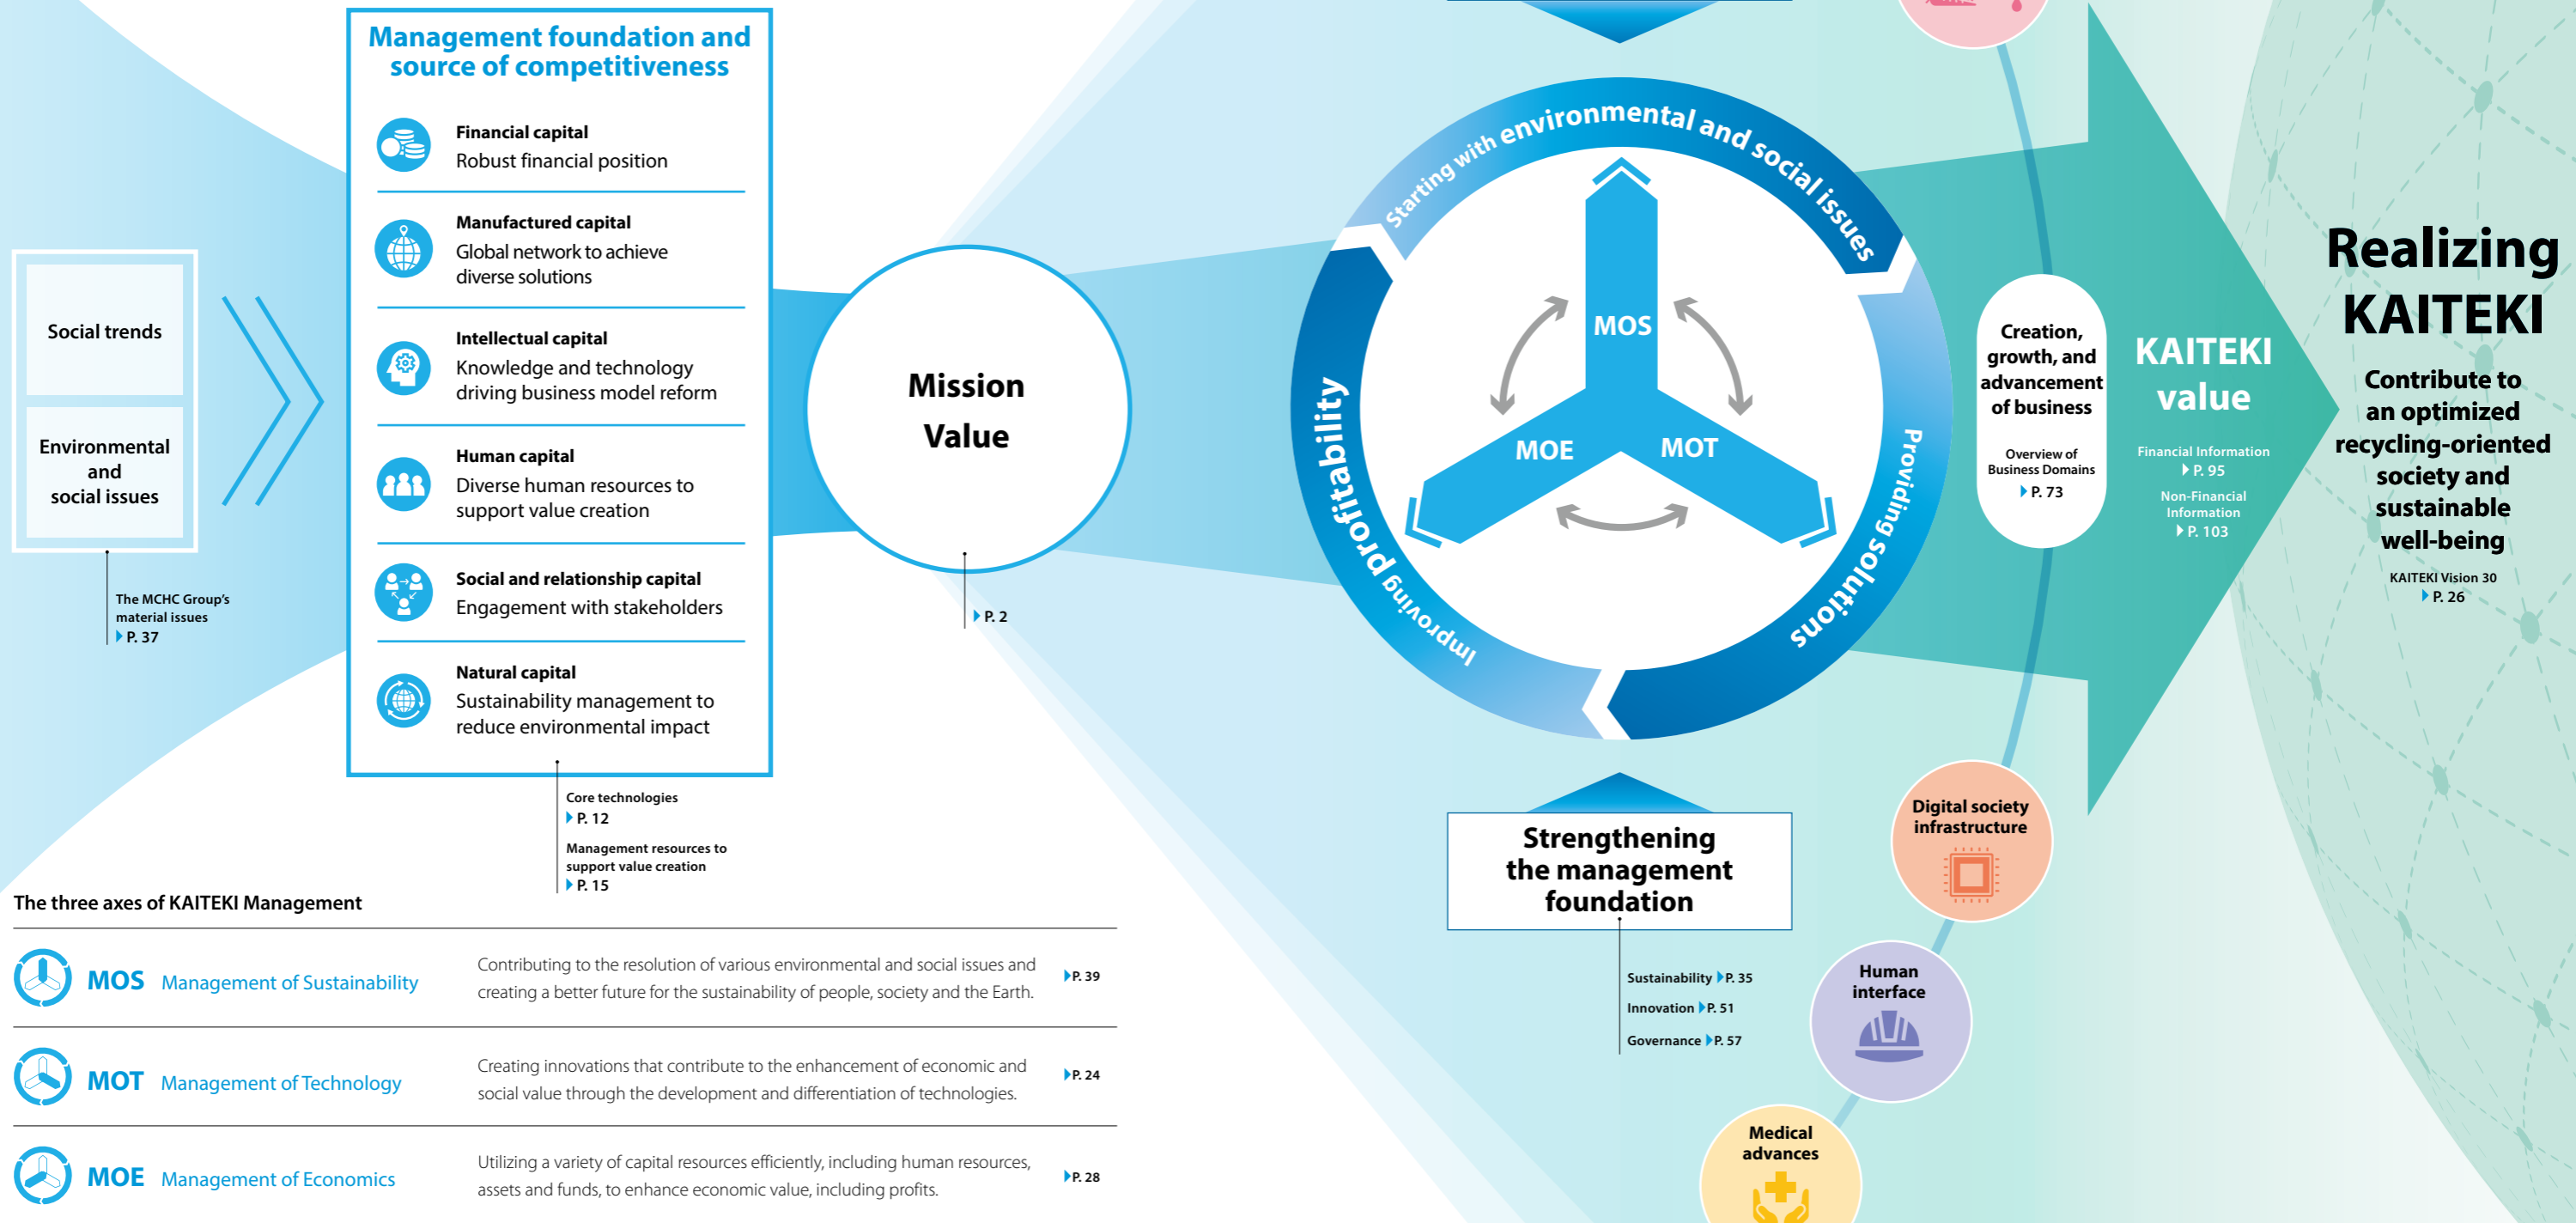 Social trends
Environmental
and
social issues
The MCHC Group's
material issues
P. 37
Management foundation and
source of competitiveness
Financial capital
Robust financial position
Manufactured capital
Global network to achieve
diverse solutions
Intellectual capital
Knowledge and technology
driving business model reform
Human capital
Diverse human resources to
support value creation
Social and relationship capital
Engagement with stakeholders
Natural capital
Sustainability management to
reduce environmental impact
Core technologies
P. 12
Management resources to
support value creation
P. 15
Mission
Value
P. 2
Starting with environmental and social issues
Providing solutions
Improving profitability
MOS
MOE
MOT
Strengthening
the management
foundation
Sustainability P. 35
Innovation P. 51
Governance P. 57
Creation,
growth, and
advancement
of business
Overview of
Business Domains
P. 73
Digital society
infrastructure
Human
interface
Medical
advances
KAITEKI
value
Financial Information
P. 95
Non-Financial
Information
P. 103
Realizing
KAITEKI
Contribute to
an optimized
recycling-oriented
society and
sustainable
well-being
KAITEKI Vision 30
P. 26
The three axes of KAITEKI Management
MOS Management of Sustainability
Contributing to the resolution of various environmental and social issues and
creating a better future for the sustainability of people, society and the Earth.
P. 39
MOT Management of Technology
Creating innovations that contribute to the enhancement of economic and
social value through the development and differentiation of technologies.
P. 24
MOE Management of Economics
Utilizing a variety of capital resources efficiently, including human resources,
assets and funds, to enhance economic value, including profits.
P. 28